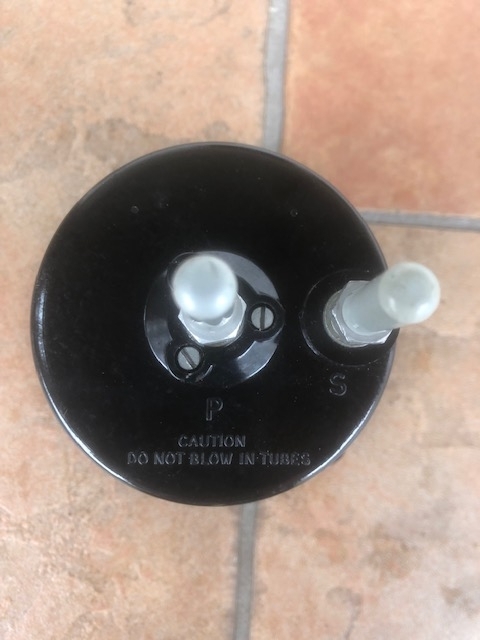 S
P
CAUTION
DO NOT BLOW IN TUBES